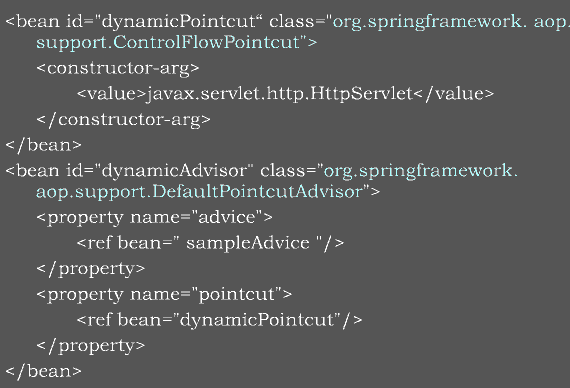 <bean id="dynamicPointcut“ class="org.springframework. aop.
support.ControlFlowPointcut">
<constructor-arg>
<value>javax.servlet.http.HttpServlet</value>
</constructor-arg>
</bean>
<bean id="dynamicAdvisor" class="org.springframework.
aop.support.DefaultPointcutAdvisor”>
<property name="advice">
<ref bean=" sampleAdvice "/>
</property>
<property name="pointcut">
<ref bean="dynamicPointcut"/>
</property>
</bean>